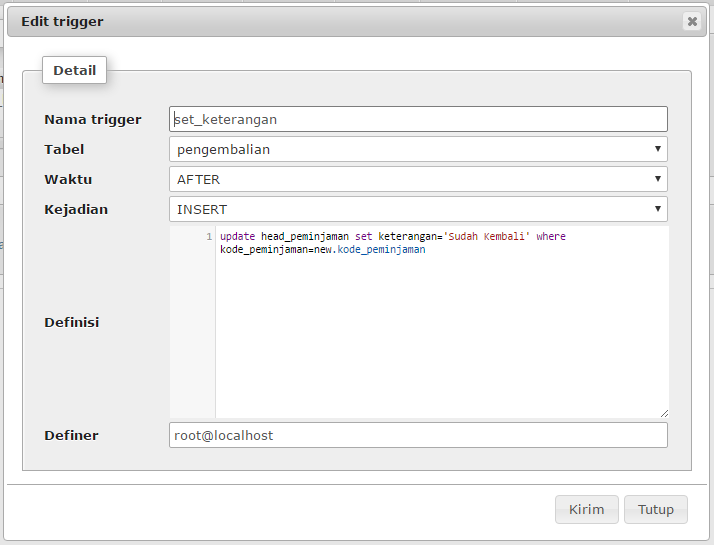 Edit trigger
Detail
Nama trigger set_keterangan
Tabel pengembalian
Waktu AFTER
Kejadian INSERT
Definisi
1 update head_peminjaman set keterangan='Sudah Kembali' where
kode_peminjaman=new.kode_peminjaman
Definer root@localhost
Kirim Tutup